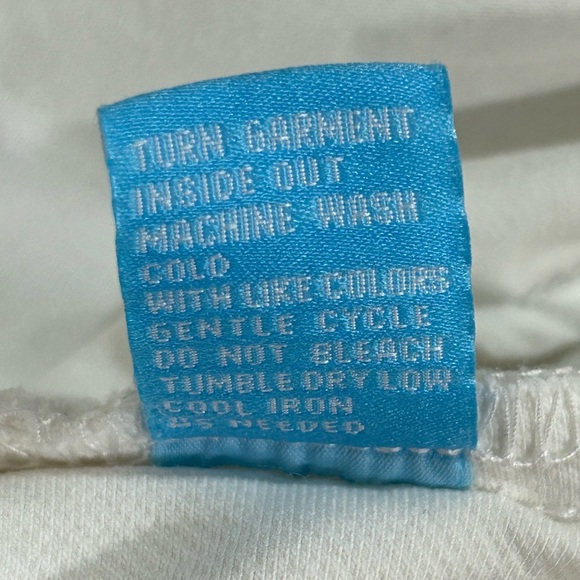 TURN GARMENT
INSIDE OUT
MACHINE WASH
COLD
WITH LIKE COLORS
GENTLE CYCLE
DO NOT BLEACH
TUMBLE DRY LOW
COOL IRON
AS NEEDED